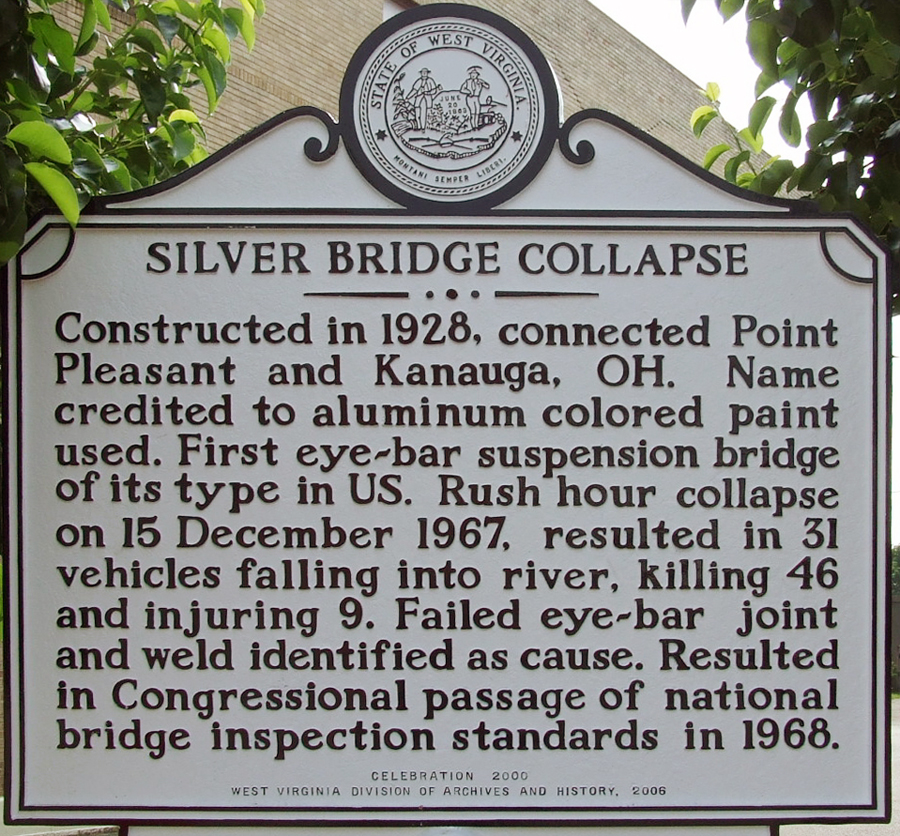 STATE OF WEST VIRGINIA.
JUNE
20
1863
MONTANI SEMPER LIBERI.
SILVER BRIDGE COLLAPSE
Constructed in 1928, connected Point
Pleasant and Kanauga, OH. Name
credited to aluminum colored paint
used. First eye-bar suspension bridge
of its type in US. Rush hour collapse
on 15 December 1967, resulted in 31
vehicles falling into river, killing 46
and injuring 9. Failed eye-bar joint
and weld identified as cause. Resulted
in Congressional passage of national
bridge inspection standards in 1968.
CELEBRATION 2000
WEST VIRGINIA DIVISION OF ARCHIVES AND HISTORY, 2006